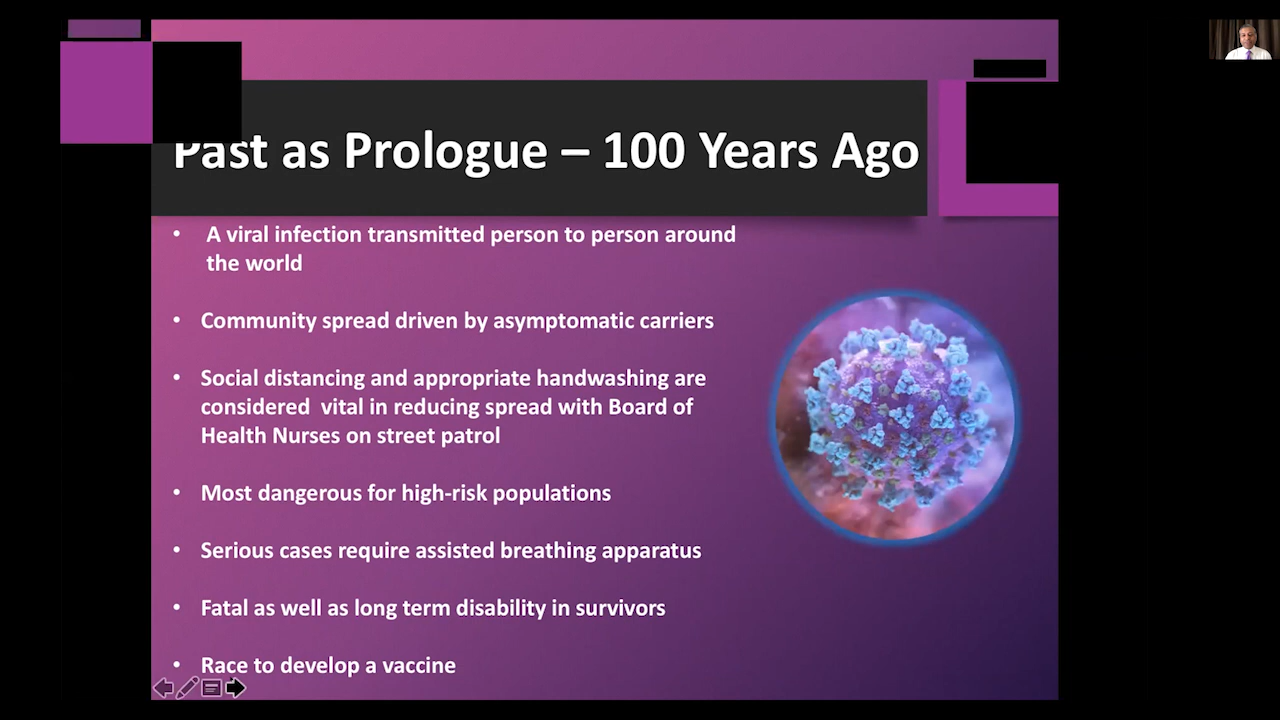 Past as Prologue – 100 Years Ago
• A viral infection transmitted person to person around
the world
• Community spread driven by asymptomatic carriers
• Social distancing and appropriate handwashing are
considered  vital in reducing spread with Board of
Health Nurses on street patrol
• Most dangerous for high-risk populations
• Serious cases require assisted breathing apparatus
• Fatal as well as long term disability in survivors
• Race to develop a vaccine